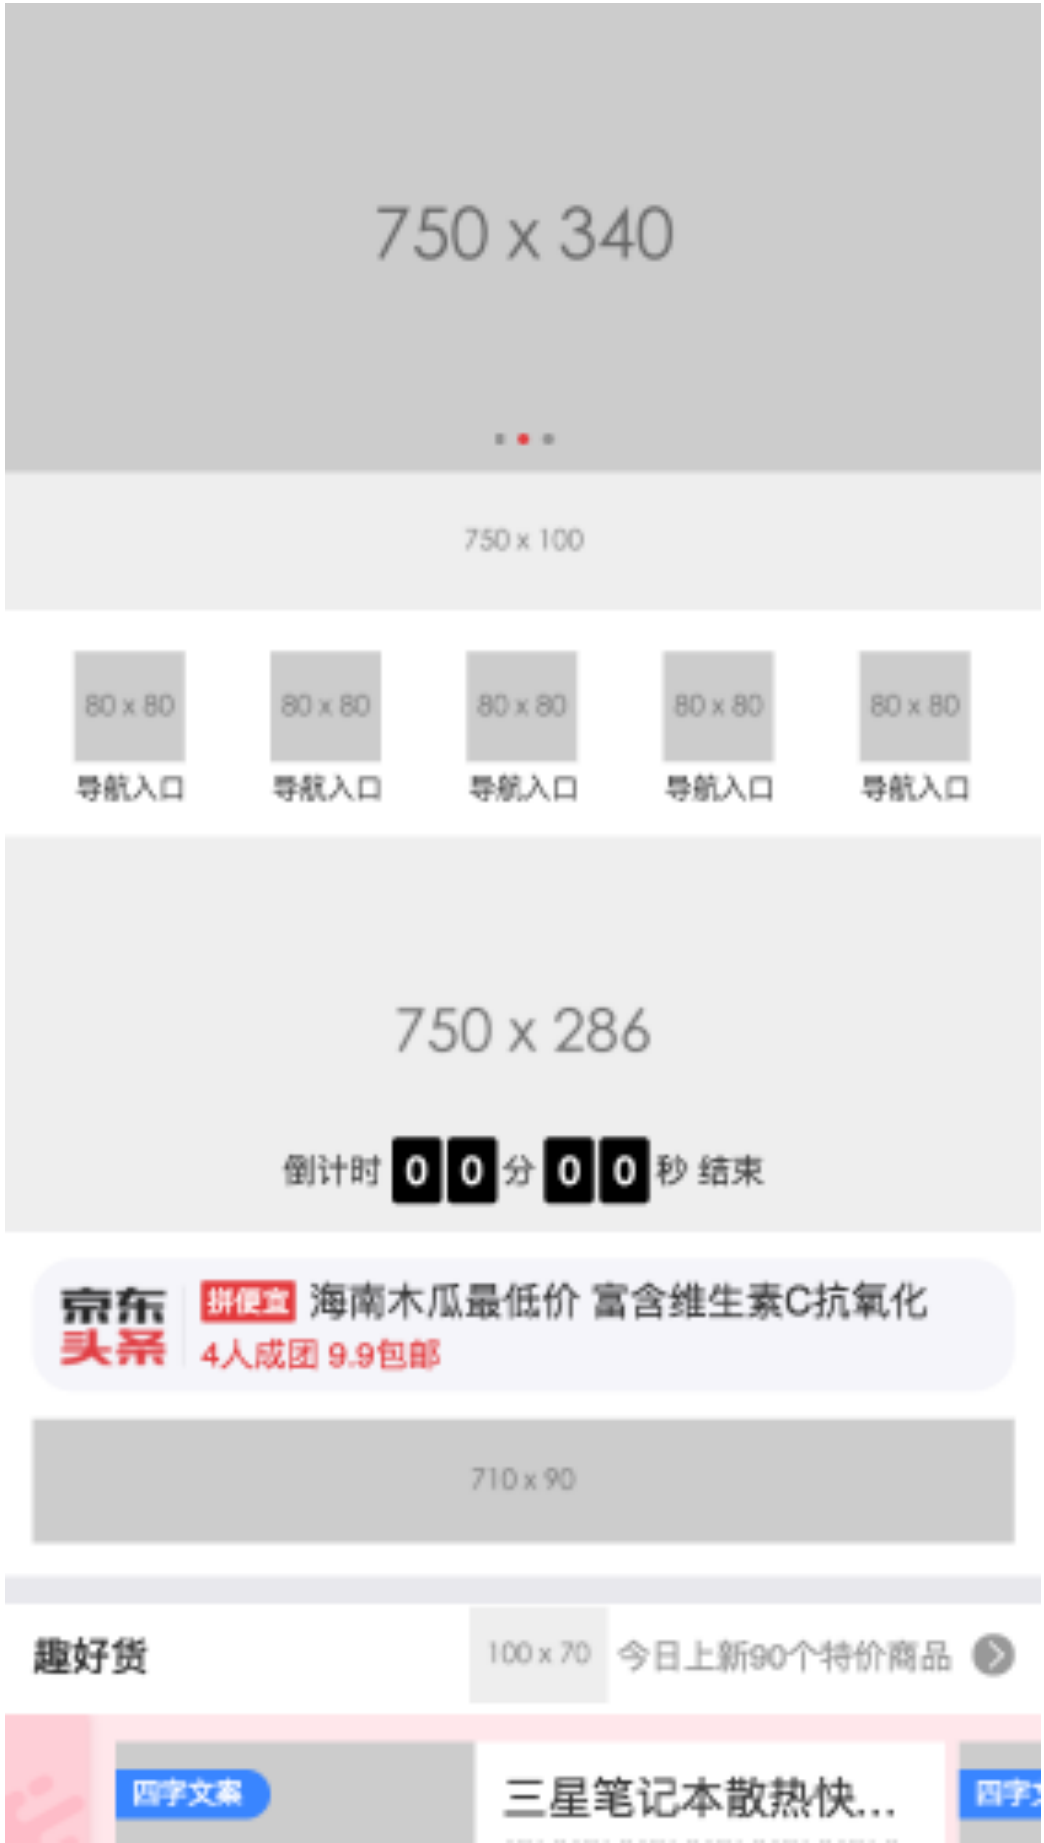 750 x 340
750 x 100
80 x 80 80 x 80 80 x 80 80 x 80 80 x 80
导航入口 导航入口 导航入口 导航入口 导航入口
750 x 286
倒计时 0 0 分 0 0 秒 结束
京东
头条
拼便宜 海南木瓜最低价 富含维生素C抗氧化
4人成团 9.9包邮
710 x 90
趣好货 100 x 70 今日上新90个特价商品
四字文案 三星笔记本散热快... 四字